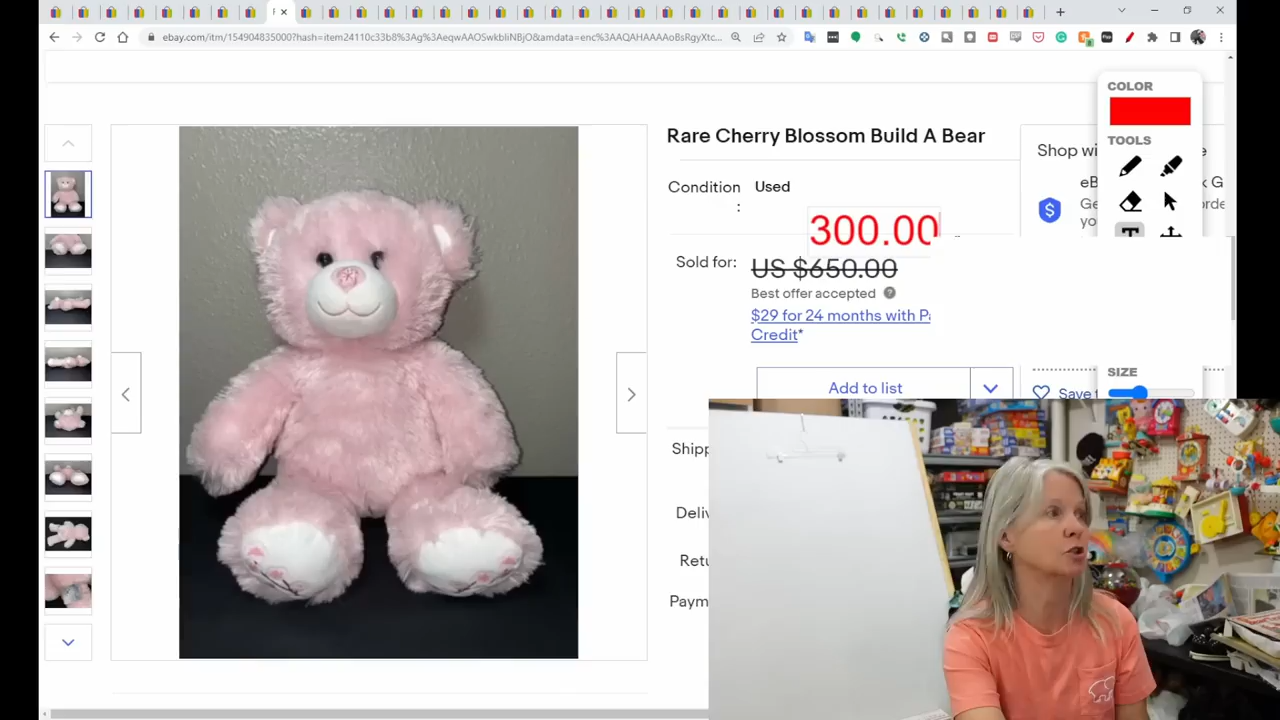 ebay.com/itm/154904835000?hash=item24110c33b8%3Ag%3AeqwAAOSwkbliNBjO&amdata=enc%3AAQAHAAAAoBsRgyXtc...
COLOR
TOOLS
T
SIZE
Rare Cherry Blossom Build A Bear
Condition
:
Used
300.00
Sold for:
US $650.00
Best offer accepted
$29 for 24 months with Pa
Credit*
Add to list
Shop wi
e
eB
k G
Ge
orde
yo
Save t
Shipp
Deliv
Retu
Paym